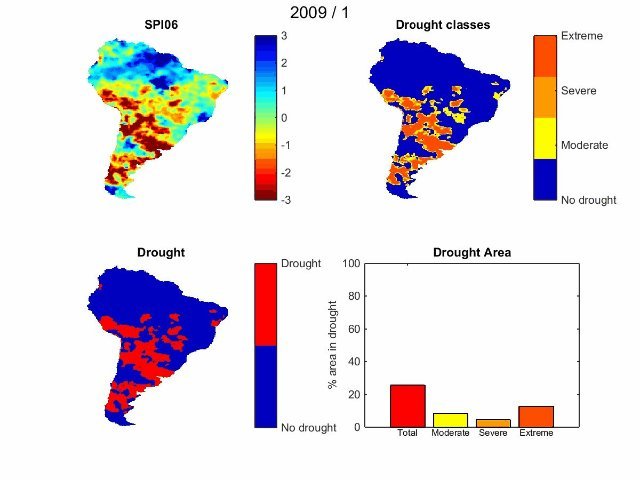 2009 / 1
SPI06
3
2
1
0
-1
-2
-3
Drought classes
Extreme
Severe
Moderate
No drought
Drought
Drought
No drought
Drought Area
% area in drought
100
80
60
40
20
0
Total Moderate Severe Extreme